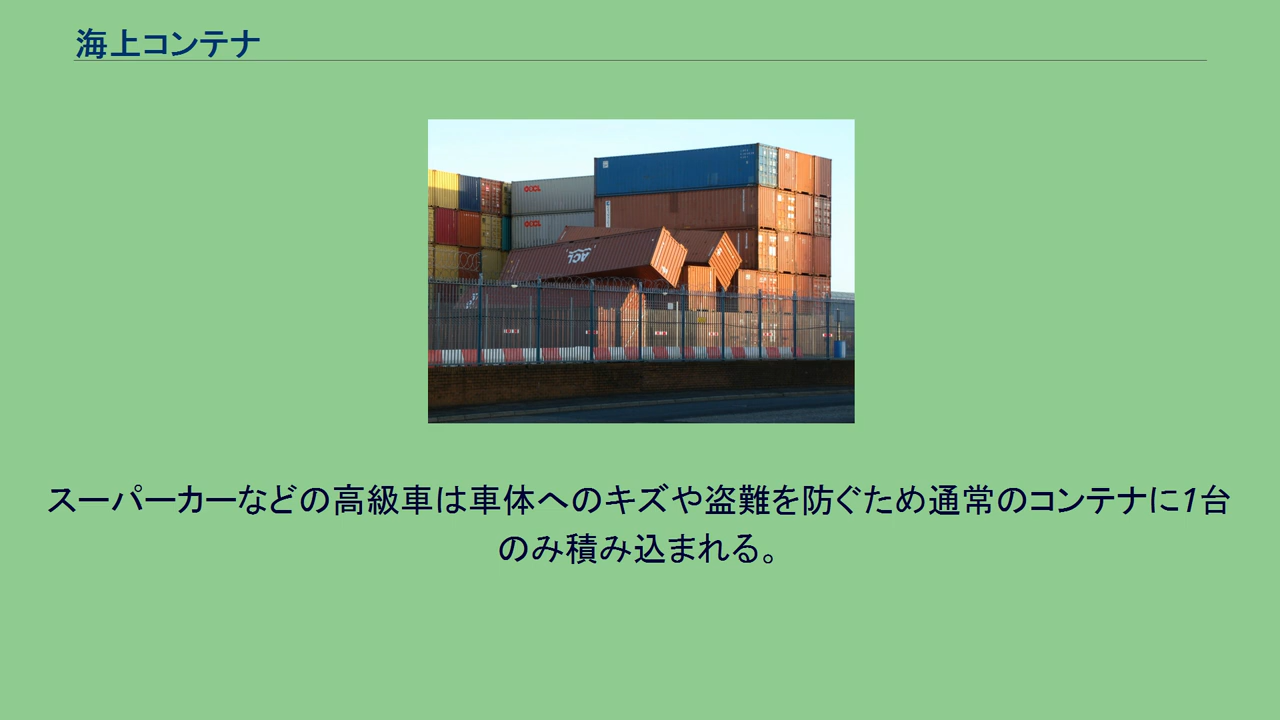 海上コンテナ
OOCL
OOCL
ACL
スーパーカーなどの高級車は車体へのキズや盗難を防ぐため通常のコンテナに1台
のみ積み込まれる。